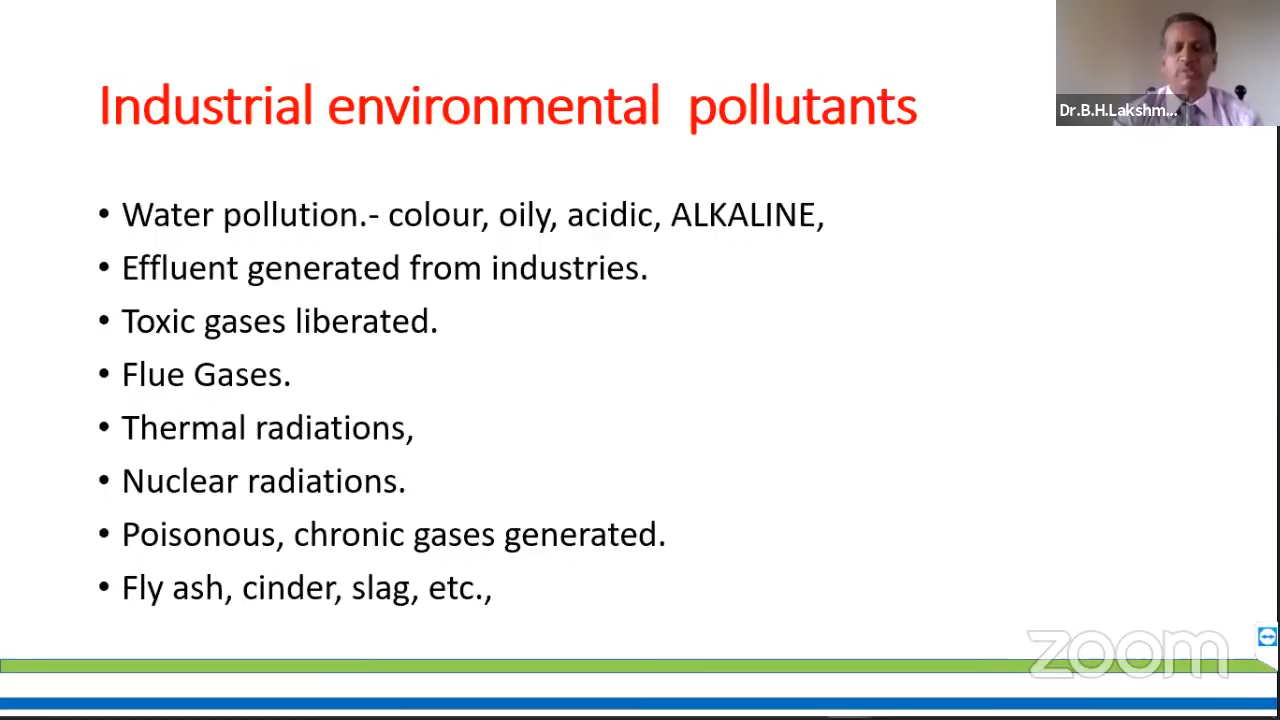 Industrial environmental pollutants
Dr.B.H.Lakshm...
• Water pollution.- colour, oily, acidic, ALKALINE,
• Effluent generated from industries.
• Toxic gases liberated.
• Flue Gases.
• Thermal radiations,
• Nuclear radiations.
• Poisonous, chronic gases generated.
• Fly ash, cinder, slag, etc.,
zoom